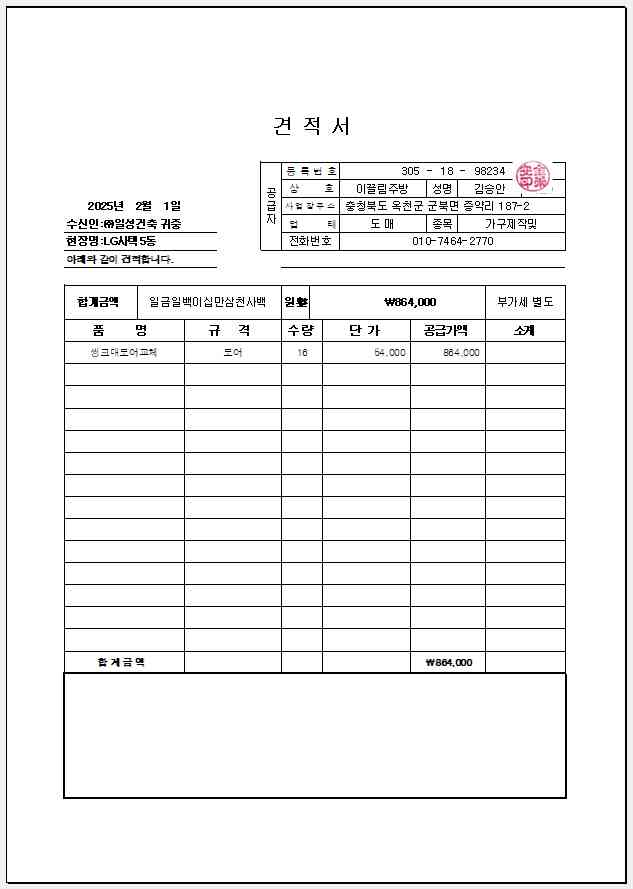 견 적 서
등 록 번 호 305 - 18 - 98234
공급자
상 호 이끌림주방 성명 김승안
2025년 2월 1일
사 업 장 주 소 충청북도 옥천군 군북면 증약리 187-2
수신인:㈜일성건축 귀중
업 태 도 매 종목 가구제작및
현장명:LG사택5동
전화번호 010-7464-2770
아래와 같이 견적합니다.
합계금액 일금일백이십만삼천사백 ₩864,000 부가세 별도
품 명 규 격 수량 단 가 공급가액 소계
씽크대도어교체 도어 16 54,000 864,000
합 계 금 액 ₩864,000